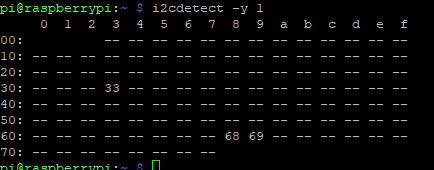 pi@raspberrypi:~ $ i2cdetect -y 1
     0  1  2  3  4  5  6  7  8  9  a  b  c  d  e  f
00:          -- -- -- -- -- -- -- -- -- -- -- -- --
10: -- -- -- -- -- -- -- -- -- -- -- -- -- -- -- --
20: -- -- -- -- -- -- -- -- -- -- -- -- -- -- -- --
30: -- -- -- 33 -- -- -- -- -- -- -- -- -- -- -- --
40: -- -- -- -- -- -- -- -- -- -- -- -- -- -- -- --
50: -- -- -- -- -- -- -- -- -- -- -- -- -- -- -- --
60: -- -- -- -- -- -- -- -- 68 69 -- -- -- -- -- --
70: -- -- -- -- -- -- -- --
pi@raspberrypi:~ $